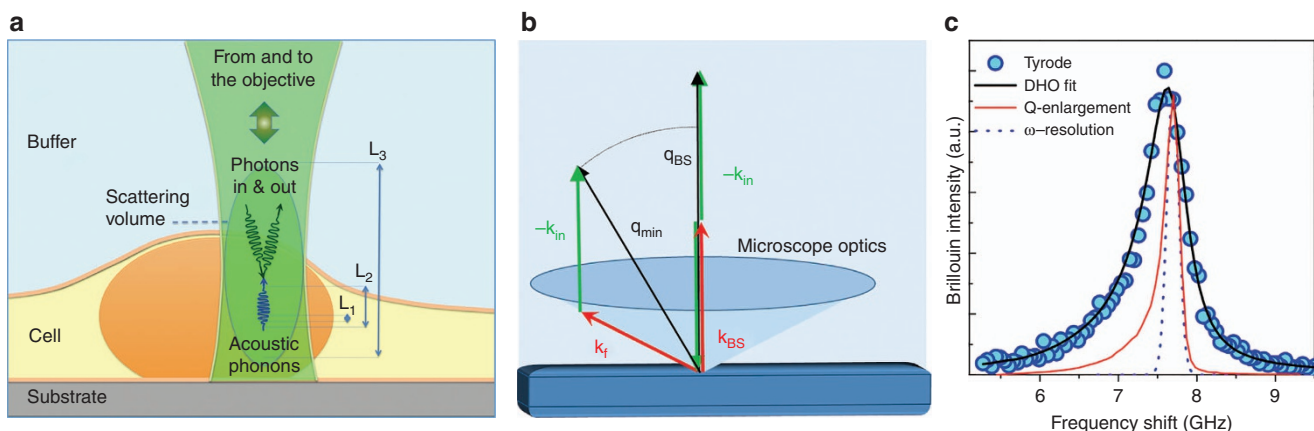 a
From and to
the objective
Buffer
L3
Photons
in & out
Scattering
volume
L2
L1
Cell
Acoustic
phonons
Substrate
b
qBS
–kin
–kin
qmin
Microscope optics
kf
kBS
c
Tyrode
DHO fit
Q-enlargement
ω–resolution
Brillouin intensity (a.u.)
6 7 8 9
Frequency shift (GHz)